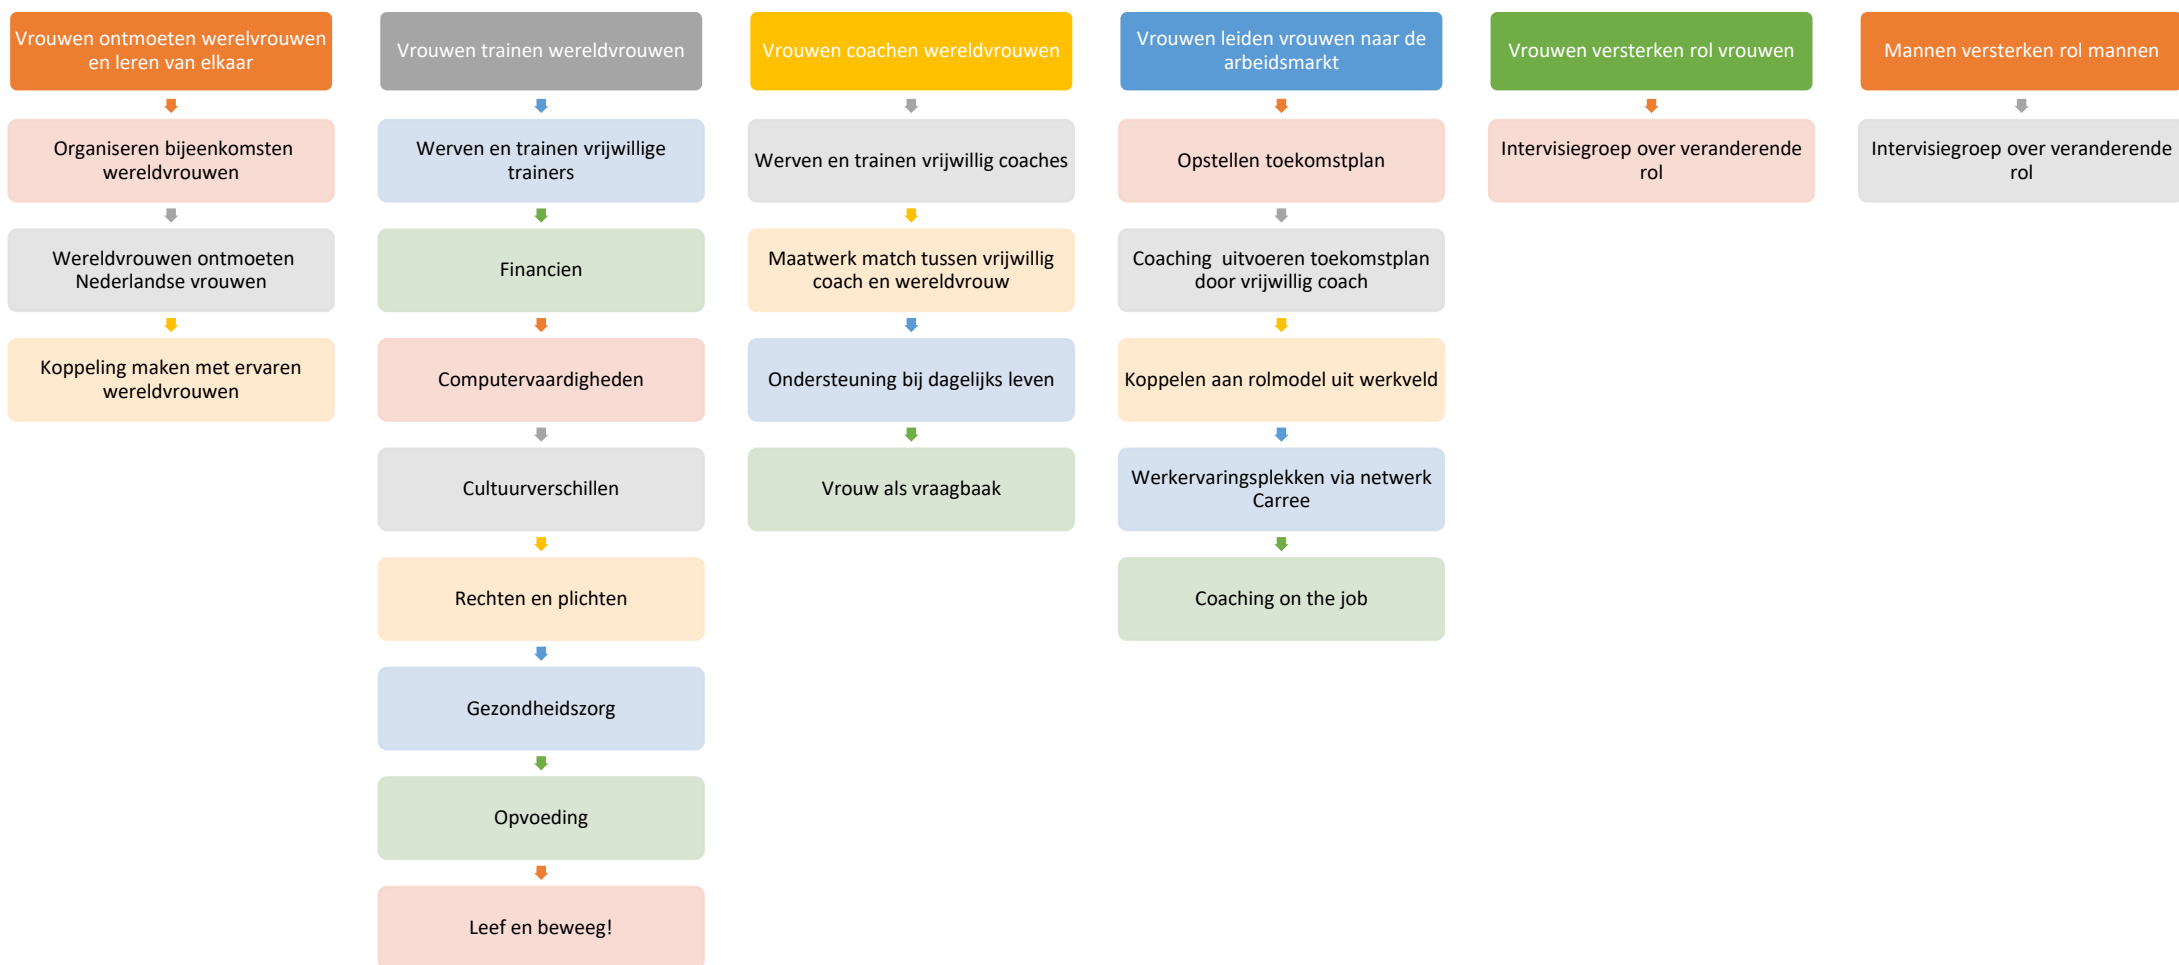 Vrouwen ontmoeten werelvrouwen
en leren van elkaar
Organiseren bijeenkomsten
wereldvrouwen
Wereldvrouwen ontmoeten
Nederlandse vrouwen
Koppeling maken met ervaren
wereldvrouwen
Vrouwen trainen wereldvrouwen
Werven en trainen vrijwillige
trainers
Financien
Computervaardigheden
Cultuurverschillen
Rechten en plichten
Gezondheidszorg
Opvoeding
Leef en beweeg!
Vrouwen coachen wereldvrouwen
Werven en trainen vrijwillig coaches
Maatwerk match tussen vrijwillig
coach en wereldvrouw
Ondersteuning bij dagelijks leven
Vrouw als vraagbaak
Vrouwen leiden vrouwen naar de
arbeidsmarkt
Opstellen toekomstplan
Coaching  uitvoeren toekomstplan
door vrijwillig coach
Koppelen aan rolmodel uit werkveld
Werkervaringsplekken via netwerk
Carree
Coaching on the job
Vrouwen versterken rol vrouwen
Intervisiegroep over veranderende
rol
Mannen versterken rol mannen
Intervisiegroep over veranderende
rol